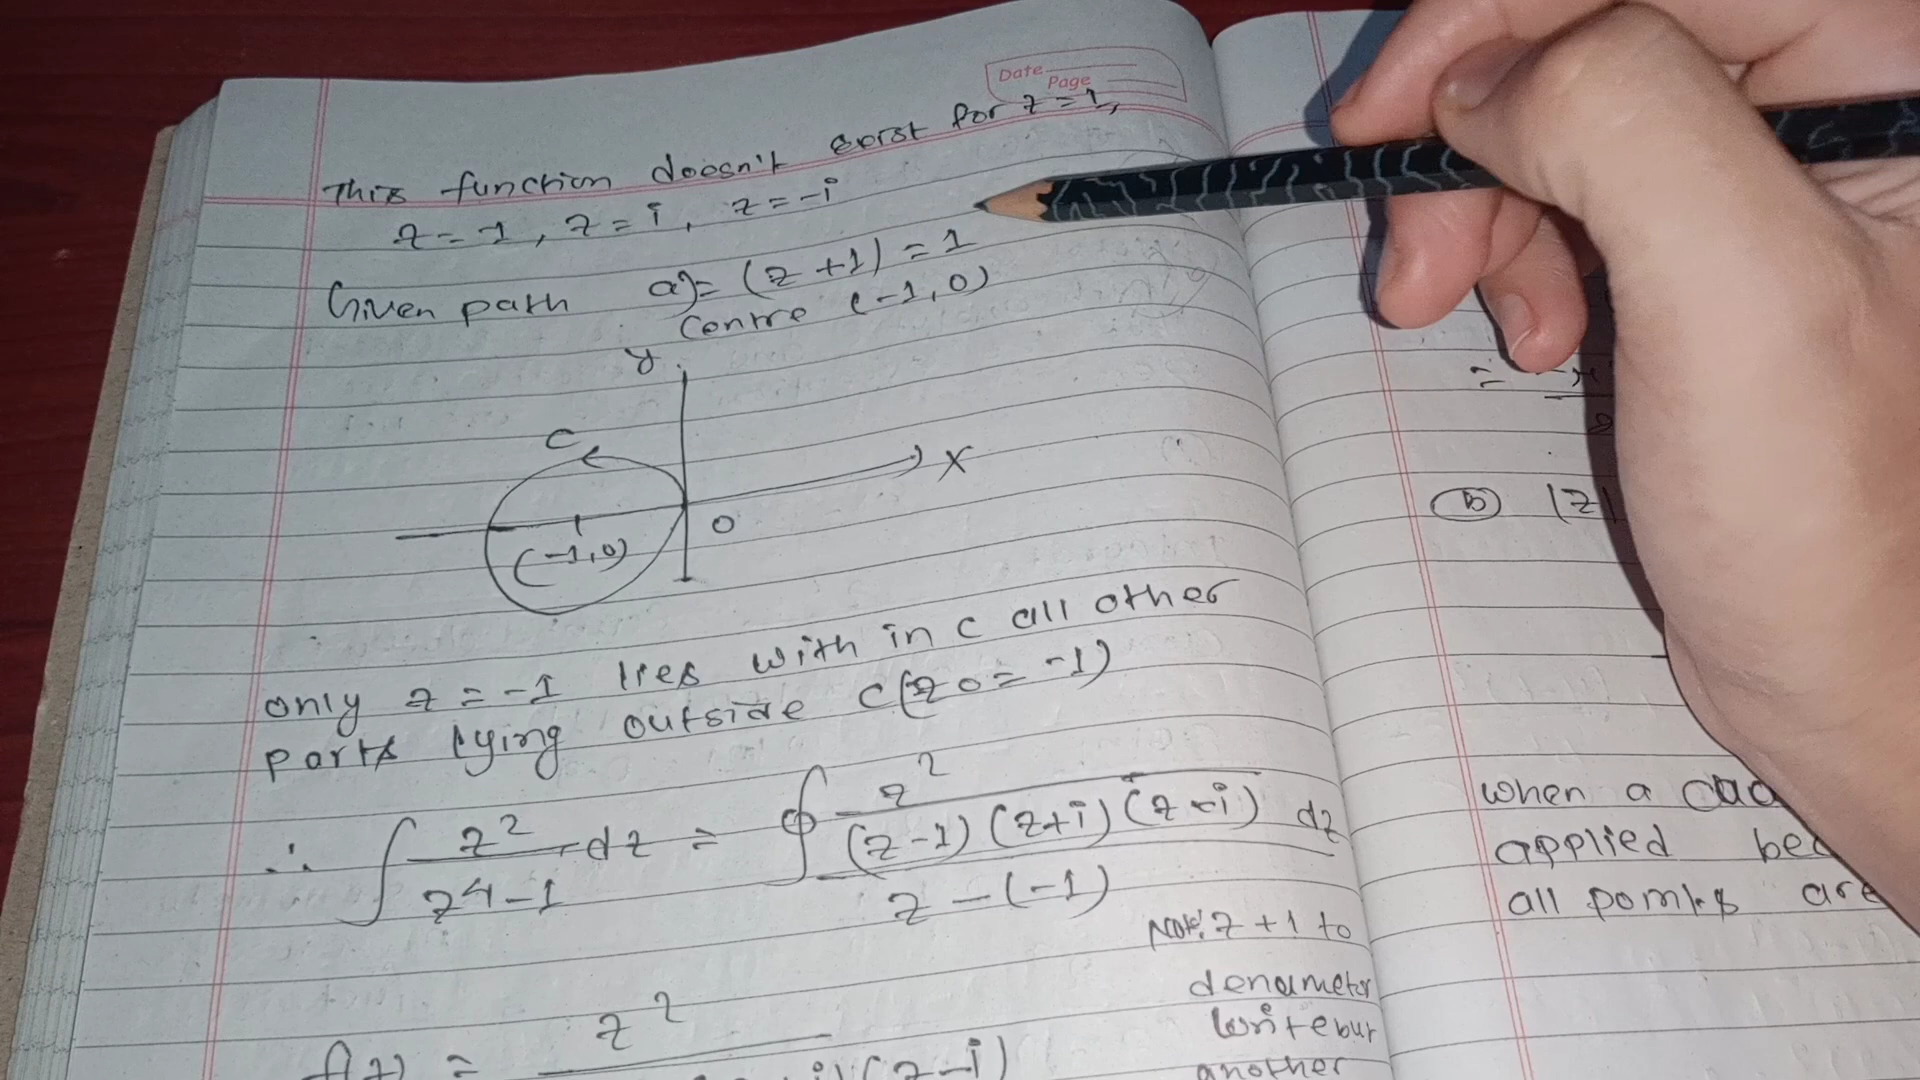 Date
Page
This function doesn't exist for z = 1,
z = -1, z = i, z = -i
Given path a) = (z + 1) = 1
Centre (-1, 0)
y
C
X
O
(-1, 0)
only z = -1 lies with in c all other
parts lying outside c (z0 = -1)
∴ ∫ z² / z⁴ - 1 dz = ∮ z² / (z - 1) (z + i) (z - i) dz
z - (-1)
Note: z + 1 to
denameter
write but
another
f(z) = z²
(z - i)
=
(b) |z|
when a
applied
all points are